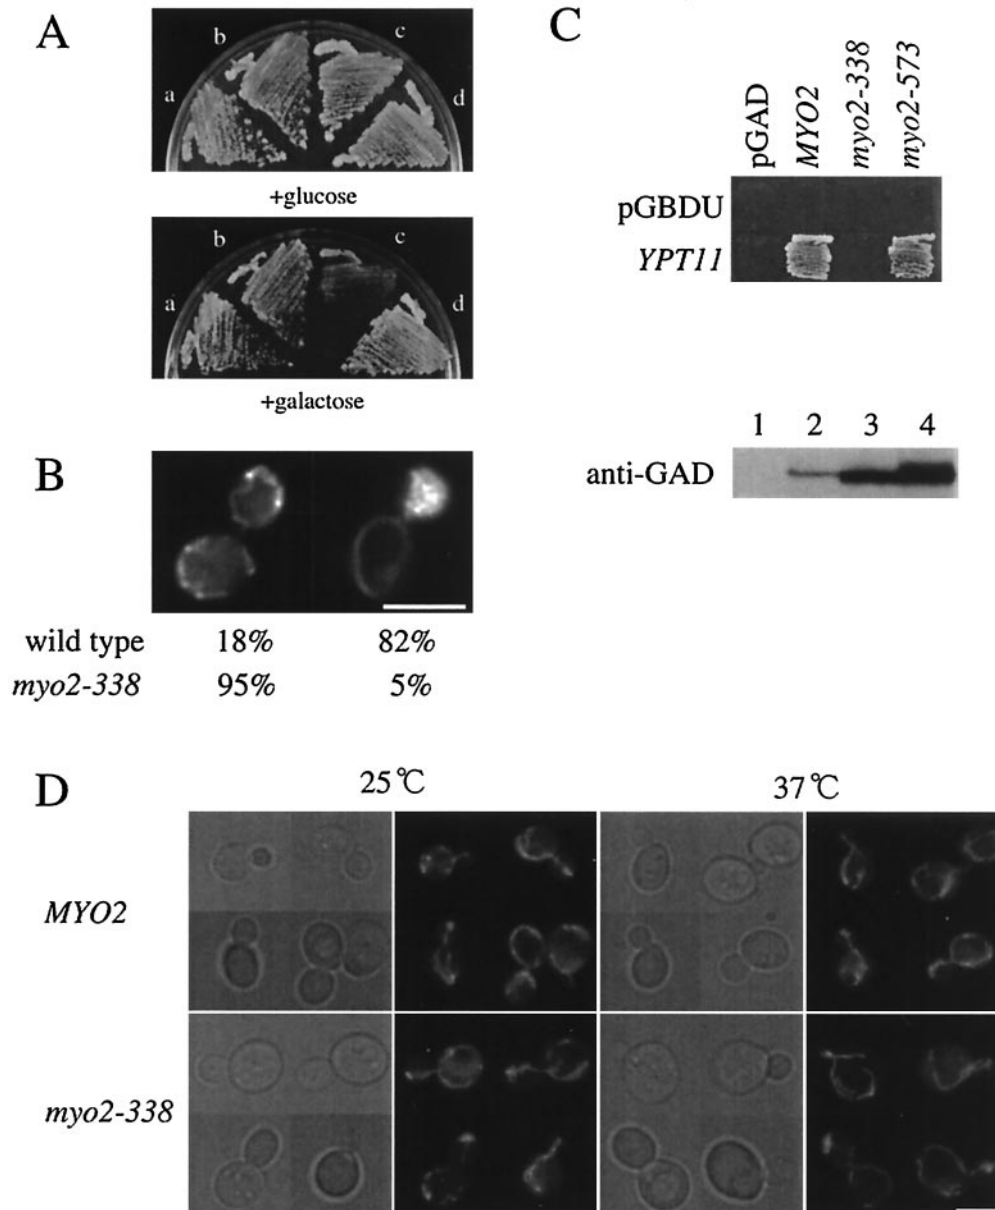 A
b
c
a
d
+glucose
b
c
a
d
+galactose
B
wild type 18% 82%
myo2-338 95% 5%
C
pGAD
MYO2
myo2-338
myo2-573
pGBDU
YPT11
1 2 3 4
anti-GAD
D
25℃ 37℃
MYO2
myo2-338